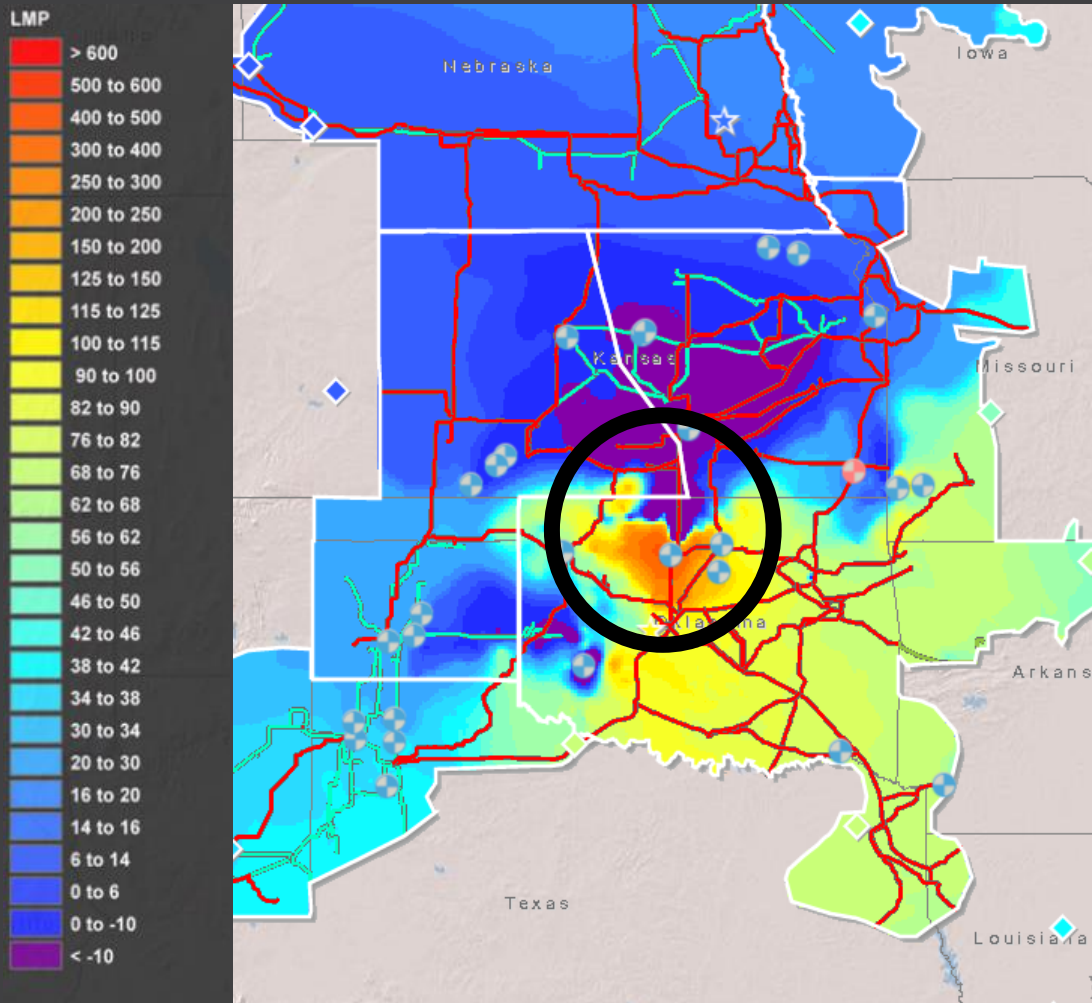 LMP
> 600
500 to 600
400 to 500
300 to 400
250 to 300
200 to 250
150 to 200
125 to 150
115 to 125
100 to 115
90 to 100
82 to 90
76 to 82
68 to 76
62 to 68
56 to 62
50 to 56
46 to 50
42 to 46
38 to 42
34 to 38
30 to 34
20 to 30
16 to 20
14 to 16
6 to 14
0 to 6
0 to -10
< -10
Iowa
Nebraska
Kansas
Missouri
Oklahoma
Arkans
Texas
Louisiana